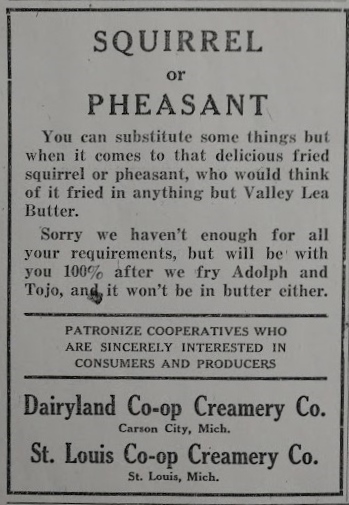 SQUIRREL
or
PHEASANT
You can substitute some things but
when it comes to that delicious fried
squirrel or pheasant, who would think
of it fried in anything but Valley Lea
Butter.
Sorry we haven't enough for all
your requirements, but will be with
you 100% after we fry Adolph and
Tojo, and it won't be in butter either.
PATRONIZE COOPERATIVES WHO
ARE SINCERELY INTERESTED IN
CONSUMERS AND PRODUCERS
Dairyland Co-op Creamery Co.
Carson City, Mich.
St. Louis Co-op Creamery Co.
St. Louis, Mich.